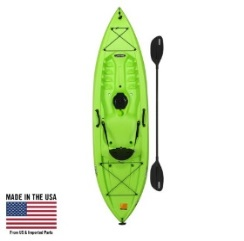 MADE IN THE USA
From US & Imported Parts